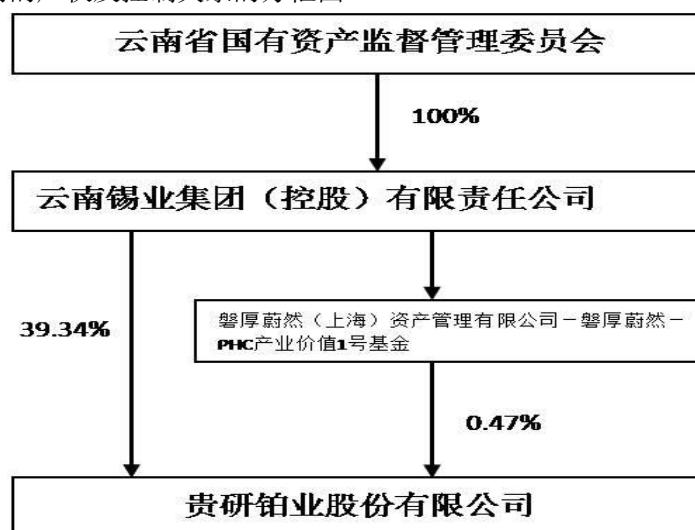 云南省国有资产监督管理委员会
100%
云南锡业集团（控股）有限责任公司
39.34%
磐厚蔚然（上海）资产管理有限公司－磐厚蔚然－
PHC产业价值1号基金
0.47%
贵研铂业股份有限公司